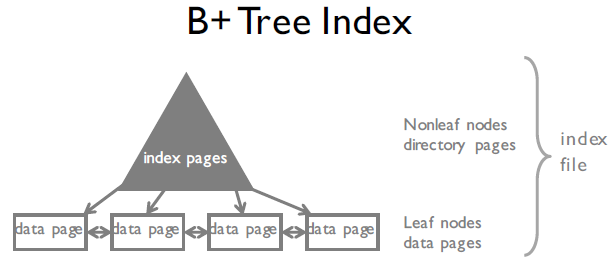 B+ Tree Index
index pages
Nonleaf nodes
directory pages
index
file
data page data page data page data page
Leaf nodes
data pages